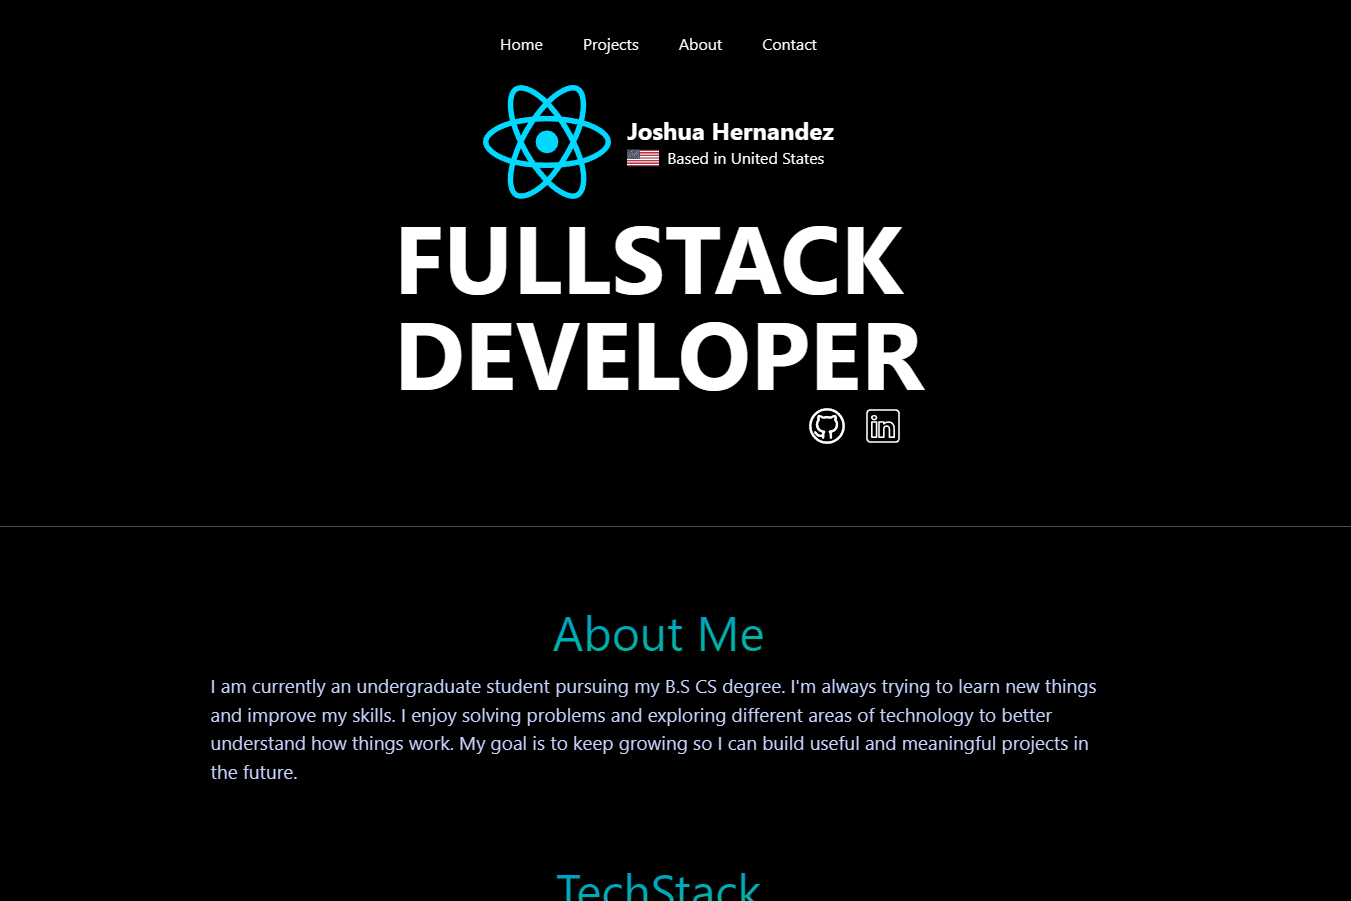 Home Projects About Contact
Joshua Hernandez
Based in United States
FULLSTACK
DEVELOPER
in
About Me
I am currently an undergraduate student pursuing my B.S CS degree. I'm always trying to learn new things
and improve my skills. I enjoy solving problems and exploring different areas of technology to better
understand how things work. My goal is to keep growing so I can build useful and meaningful projects in
the future.
TechStack